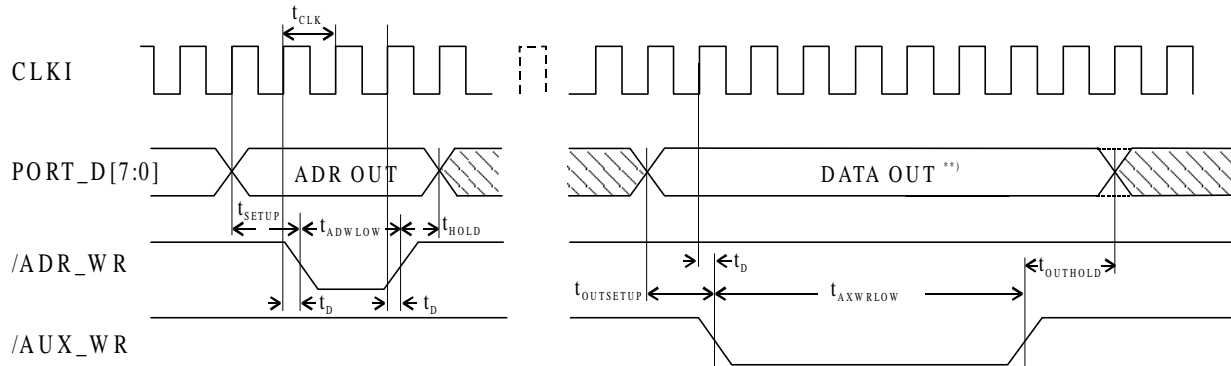 tCLK
CLKI
PORT_D[7:0]
ADR OUT
DATA OUT **)
tSETUP
tADWLOW
tHOLD
/ADR_WR
tD
tOUTHOLD
tOUTSETUP
tAXWRLOW
tD
tD
/AUX_WR